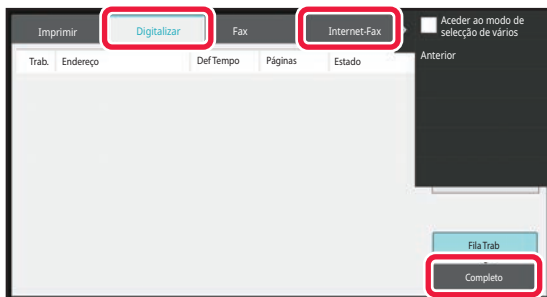 Imprimir
Digitalizar
Fax
Internet-Fax
Aceder ao modo de
selecção de vários
Anterior
Trab. Endereço Def Tempo Páginas Estado
Fila Trab
Completo